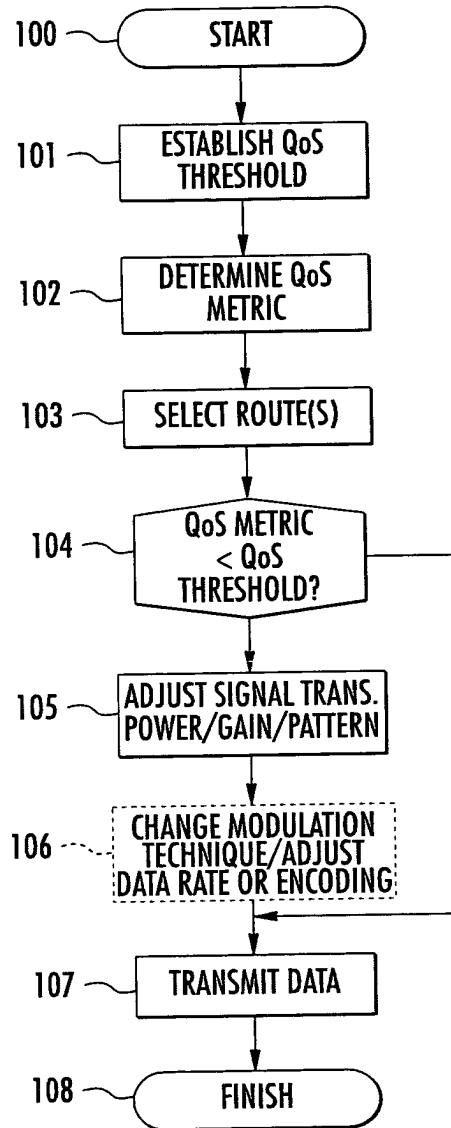 100
START
101
ESTABLISH QoS
THRESHOLD
102
DETERMINE QoS
METRIC
103
SELECT ROUTE(S)
104
QoS METRIC
< QoS
THRESHOLD?
105
ADJUST SIGNAL TRANS.
POWER/GAIN/PATTERN
106
CHANGE MODULATION
TECHNIQUE/ADJUST
DATA RATE OR ENCODING
107
TRANSMIT DATA
108
FINISH